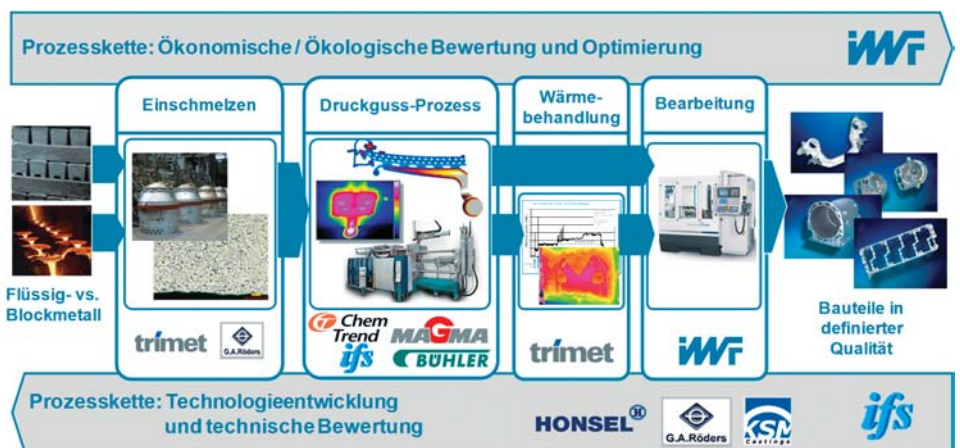 Prozesskette: Ökonomische / Ökologische Bewertung und Optimierung
iWF
Einschmelzen
Druckguss-Prozess
Wärme-
behandlung
Bearbeitung
Flüssig- vs.
Blockmetall
trimet
G.A.Röders
Chem
Trend
MAGMA
ifs
BÜHLER
trimet
iWF
Bauteile in
definierter
Qualität
Prozesskette: Technologieentwicklung
und technische Bewertung
HONSEL
G.A.Röders
KSM
Castings
ifs